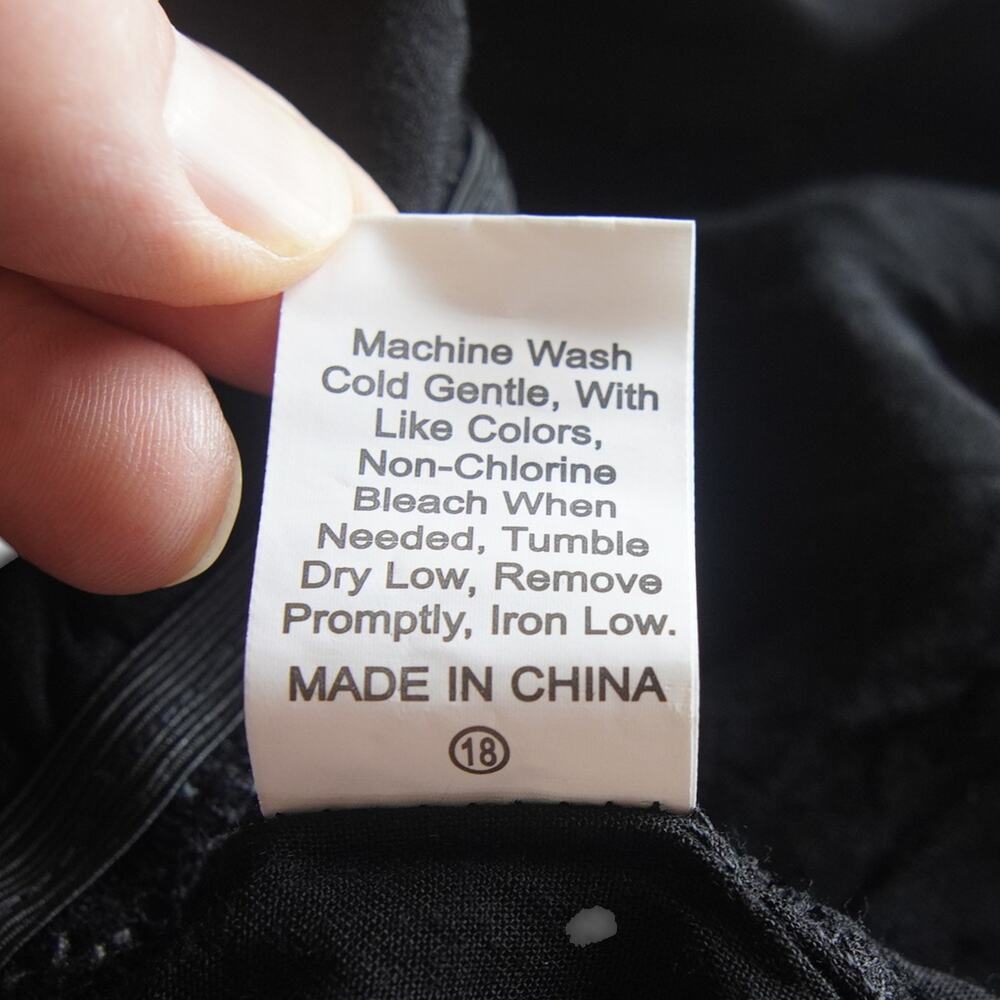 Machine Wash
Cold Gentle, With
Like Colors,
Non-Chlorine
Bleach When
Needed, Tumble
Dry Low, Remove
Promptly, Iron Low.
MADE IN CHINA
18